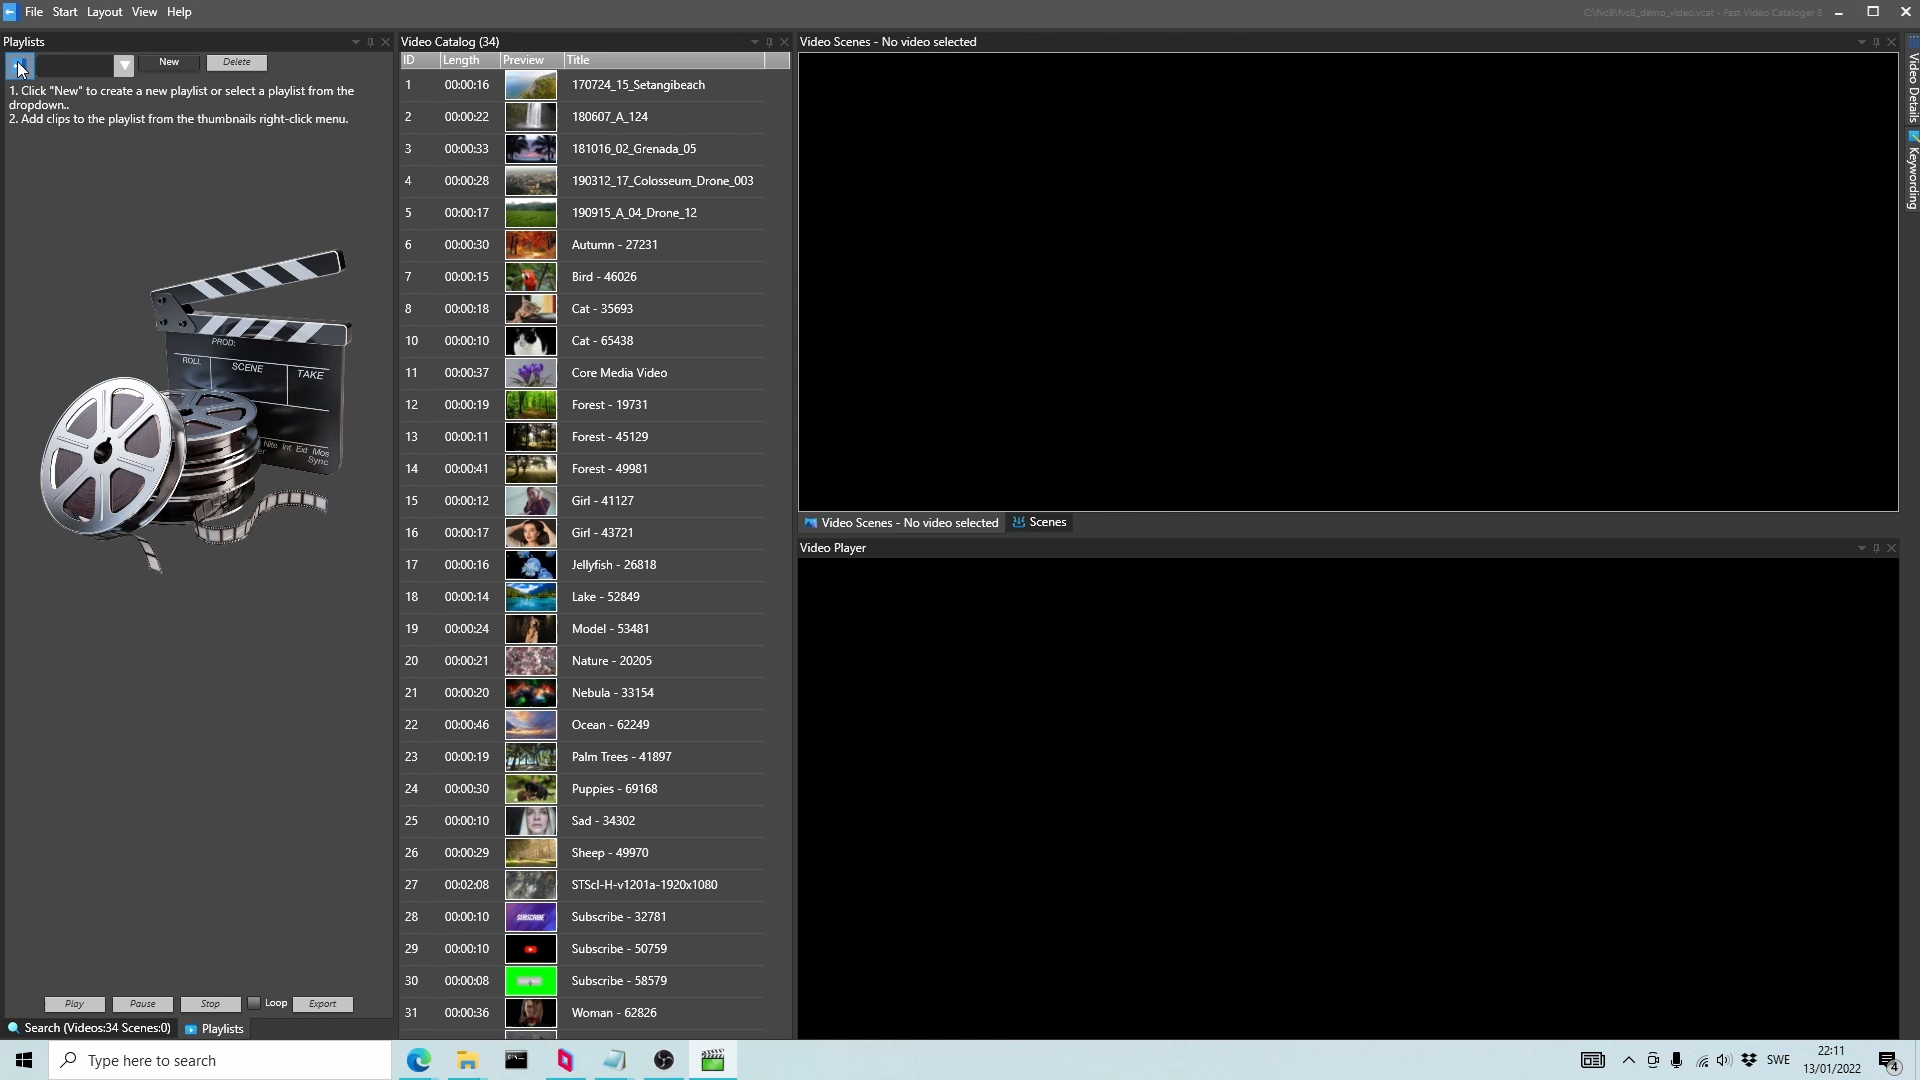 File Start Layout View Help
C:\fvc8\fvc8_demo_video.vcat - Fast Video Cataloger 8
Playlists
New Delete
1. Click "New" to create a new playlist or select a playlist from the
dropdown..
2. Add clips to the playlist from the thumbnails right-click menu.
PROD:
ROLL SCENE TAKE
Nite Int Ext Mos
Sync
Play Pause Stop Loop Export
Search (Videos:34 Scenes:0) Playlists
Video Catalog (34)
ID Length Preview Title
1 00:00:16 170724_15_Setangibeach
2 00:00:22 180607_A_124
3 00:00:33 181016_02_Grenada_05
4 00:00:28 190312_17_Colosseum_Drone_003
5 00:00:17 190915_A_04_Drone_12
6 00:00:30 Autumn - 27231
7 00:00:15 Bird - 46026
8 00:00:18 Cat - 35693
10 00:00:10 Cat - 65438
11 00:00:37 Core Media Video
12 00:00:19 Forest - 19731
13 00:00:11 Forest - 45129
14 00:00:41 Forest - 49981
15 00:00:12 Girl - 41127
16 00:00:17 Girl - 43721
17 00:00:16 Jellyfish - 26818
18 00:00:14 Lake - 52849
19 00:00:24 Model - 53481
20 00:00:21 Nature - 20205
21 00:00:20 Nebula - 33154
22 00:00:46 Ocean - 62249
23 00:00:19 Palm Trees - 41897
24 00:00:30 Puppies - 69168
25 00:00:10 Sad - 34302
26 00:00:29 Sheep - 49970
27 00:02:08 STScI-H-v1201a-1920x1080
28 00:00:10 SUBSCRIBE Subscribe - 32781
29 00:00:10 Subscribe - 50759
30 00:00:08 Subscribe - 58579
31 00:00:36 Woman - 62826
Video Scenes - No video selected
Video Scenes - No video selected Scenes
Video Player
Video Details
Keywording
Type here to search
SWE
22:11
13/01/2022
4